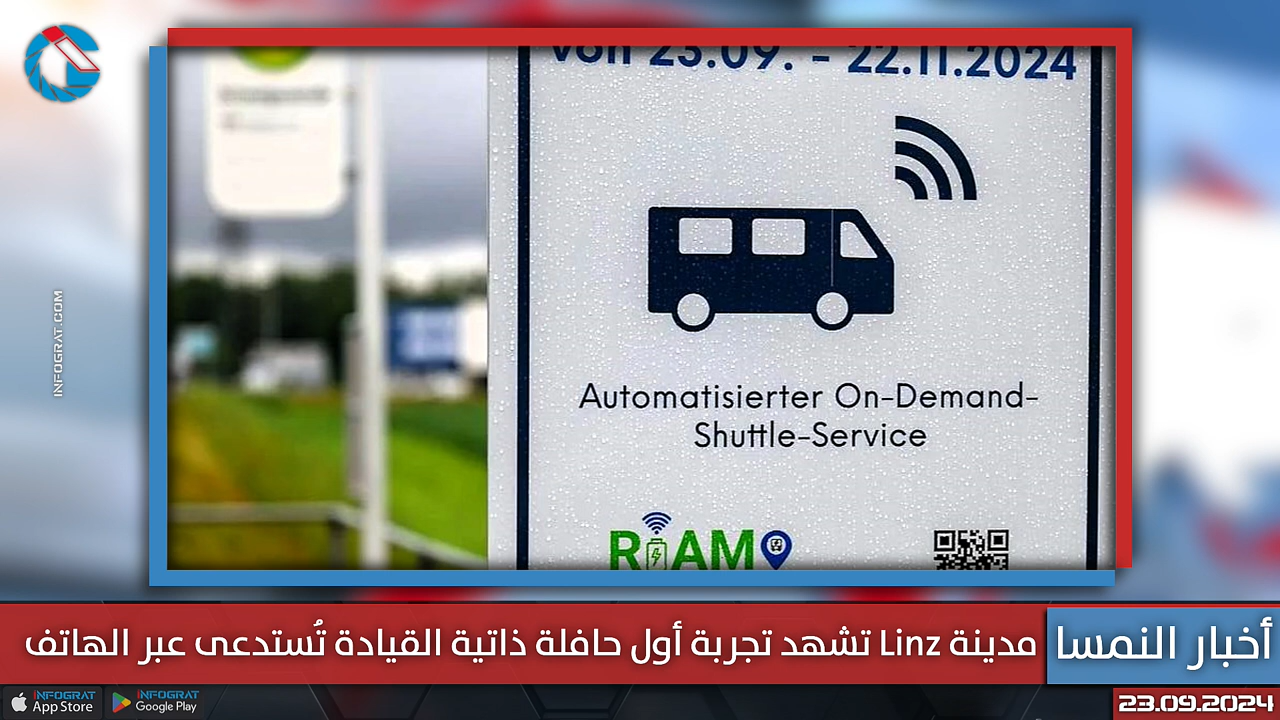 von 23.09. - 22.11.2024
Automatisierter On-Demand-
Shuttle-Service
RIAMO
INFOGRAT.COM
أخبار النمسا
مدينة Linz تشهد تجربة أول حافلة ذاتية القيادة تُستدعى عبر الهاتف
INFOGRAT
App Store
INFOGRAT
Google Play
23.09.2024